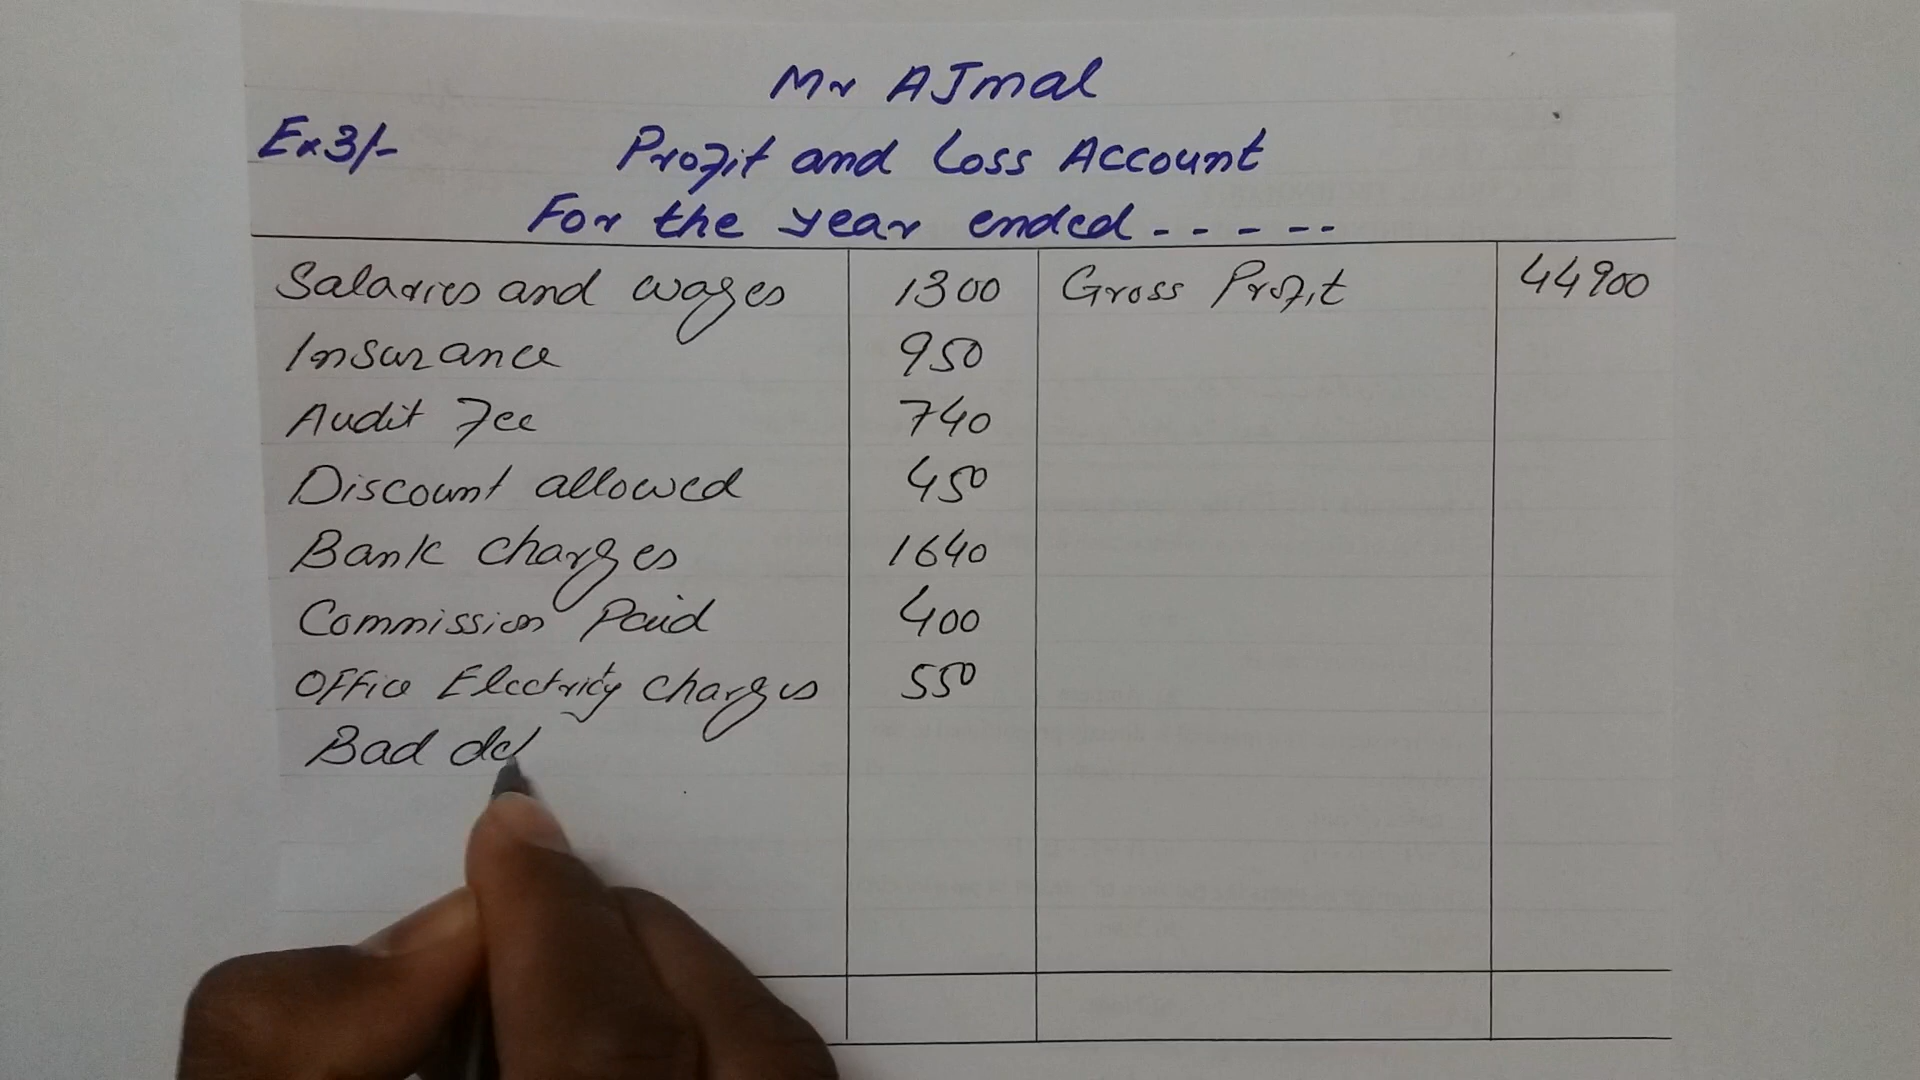 Mr AJmal
Ex3/-
Profit and Loss Account
For the year ended - - - - -
Salaries and wages 1300 Gross Profit 44900
Insurance 950
Audit Fee 740
Discount allowed 450
Bank charges 1640
Commission Paid 400
Office Electricity charges 550
Bad de